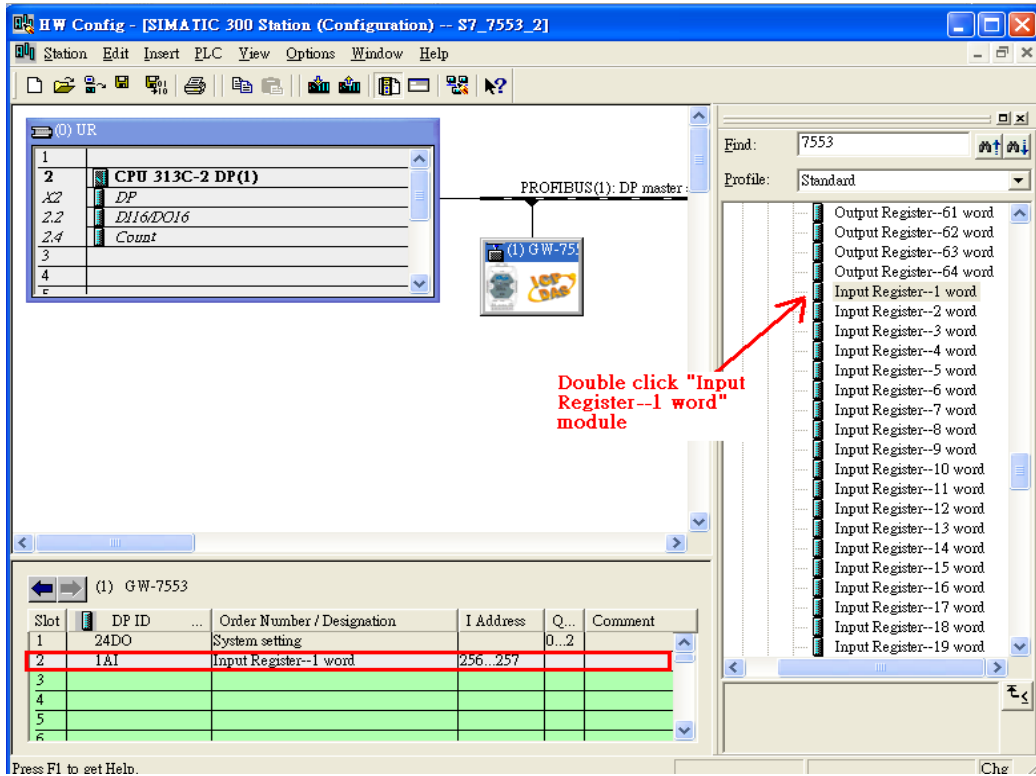 HW Config - [SIMATIC 300 Station (Configuration) -- S7_7553_2]
Station Edit Insert PLC View Options Window Help
(0) UR
1
2 CPU 313C-2 DP(1)
X2 DP
2.2 DI16/DO16
2.4 Count
3
4
PROFIBUS(1): DP master
(1) GW-755
ICP DAS
Double click "Input
Register--1 word"
module
Find: 7553
Profile: Standard
Output Register--61 word
Output Register--62 word
Output Register--63 word
Output Register--64 word
Input Register--1 word
Input Register--2 word
Input Register--3 word
Input Register--4 word
Input Register--5 word
Input Register--6 word
Input Register--7 word
Input Register--8 word
Input Register--9 word
Input Register--10 word
Input Register--11 word
Input Register--12 word
Input Register--13 word
Input Register--14 word
Input Register--15 word
Input Register--16 word
Input Register--17 word
Input Register--18 word
Input Register--19 word
(1) GW-7553
Slot DP ID ... Order Number / Designation I Address Q... Comment
1 24DO System setting 0...2
2 1AI Input Register--1 word 256...257
3
4
5
6
Press F1 to get Help.
Chg